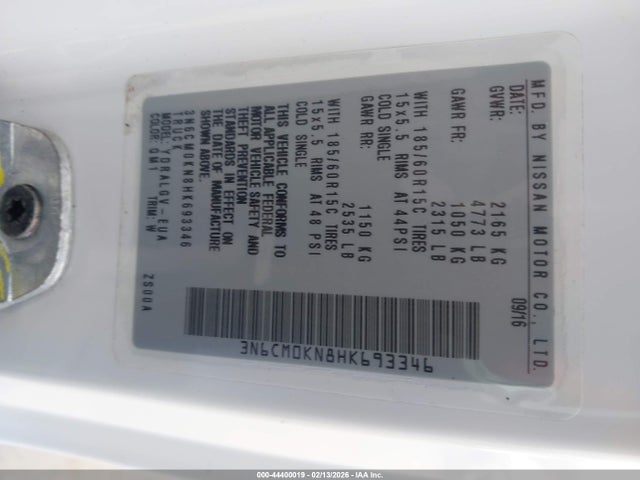 MFD. BY NISSAN MOTOR CO., LTD.
DATE: 09/16
GVWR: 2165 KG
4773 LB
GAWR FR: 1050 KG
2315 LB
WITH 185/60R15C TIRES
15x5.5 RIMS AT 44PSI
COLD SINGLE
GAWR RR: 1150 KG
2535 LB
WITH 185/60R15C TIRES
15x5.5 RIMS AT 48 PSI
COLD SINGLE
THIS VEHICLE CONFORMS TO
ALL APPLICABLE FEDERAL
MOTOR VEHICLE SAFETY AND
THEFT PREVENTION
STANDARDS IN EFFECT ON
THE DATE OF MANUFACTURE
SHOWN ABOVE.
3N6CM0KN8HK693346
TRUCK
MODEL: YDRALGV-EUA
COLOR: QM1 TRIM: W
ZS00A
3N6CM0KN8HK693346
000-44400019 - 02/13/2026 - IAA Inc.